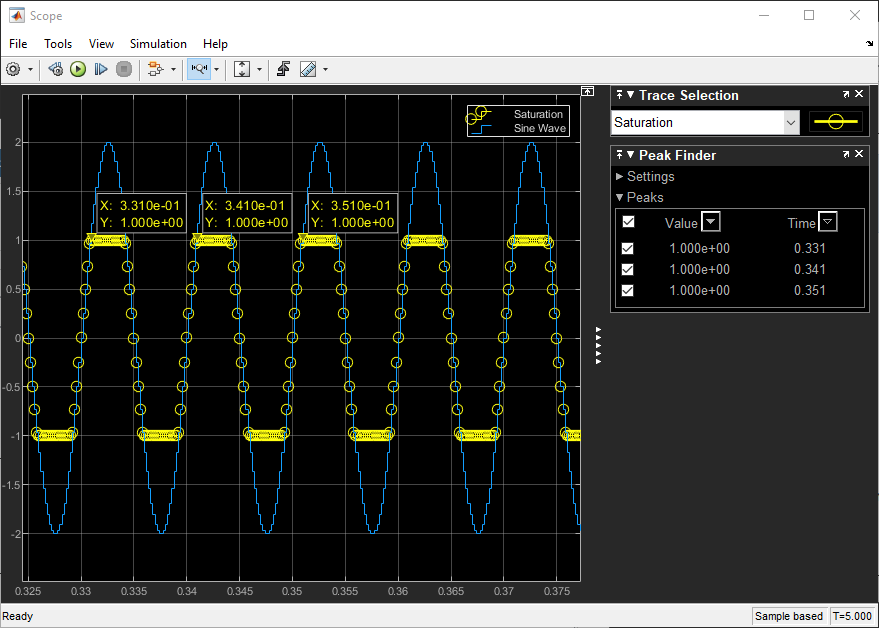 Scope
File Tools View Simulation Help
Saturation
Sine Wave
2
1.5
1
0.5
0
-0.5
-1
-1.5
-2
X: 3.310e-01
Y: 1.000e+00
X: 3.410e-01
Y: 1.000e+00
X: 3.510e-01
Y: 1.000e+00
0.325 0.33 0.335 0.34 0.345 0.35 0.355 0.36 0.365 0.37 0.375
Trace Selection
Saturation
Peak Finder
Settings
Peaks
Value Time
1.000e+00 0.331
1.000e+00 0.341
1.000e+00 0.351
Ready
Sample based T=5.000